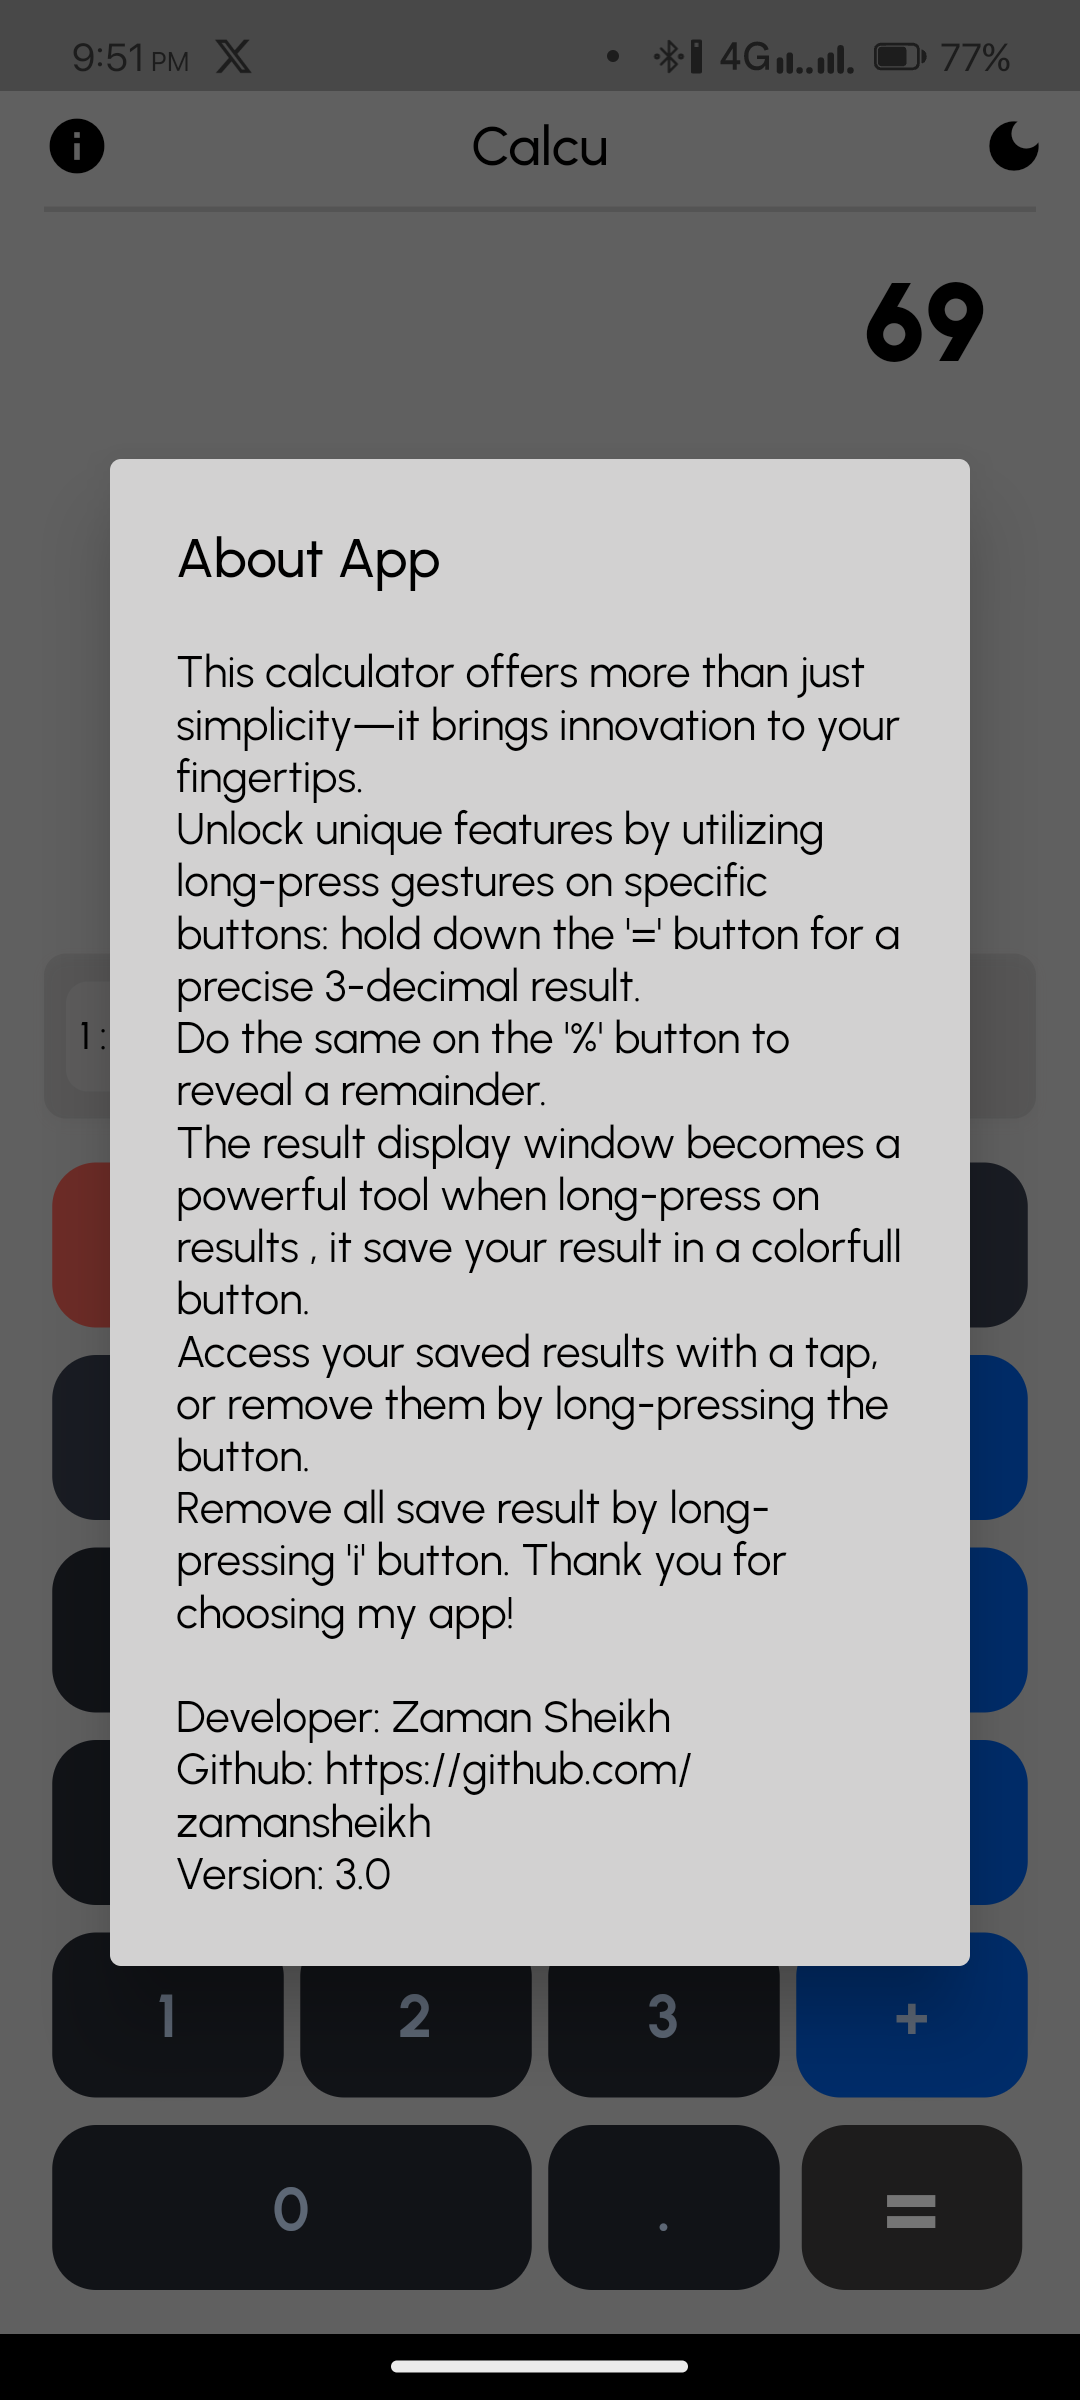 9:51 PM 4G 77%
Calcu
69
About App
This calculator offers more than just
simplicity—it brings innovation to your
fingertips.
Unlock unique features by utilizing
long-press gestures on specific
buttons: hold down the '=' button for a
precise 3-decimal result.
Do the same on the '%' button to
reveal a remainder.
The result display window becomes a
powerful tool when long-press on
results , it save your result in a colorfull
button.
Access your saved results with a tap,
or remove them by long-pressing the
button.
Remove all save result by long-
pressing 'i' button. Thank you for
choosing my app!
Developer: Zaman Sheikh
Github: https://github.com/
zamansheikh
Version: 3.0
1 :
1 2 3 +
0 . =